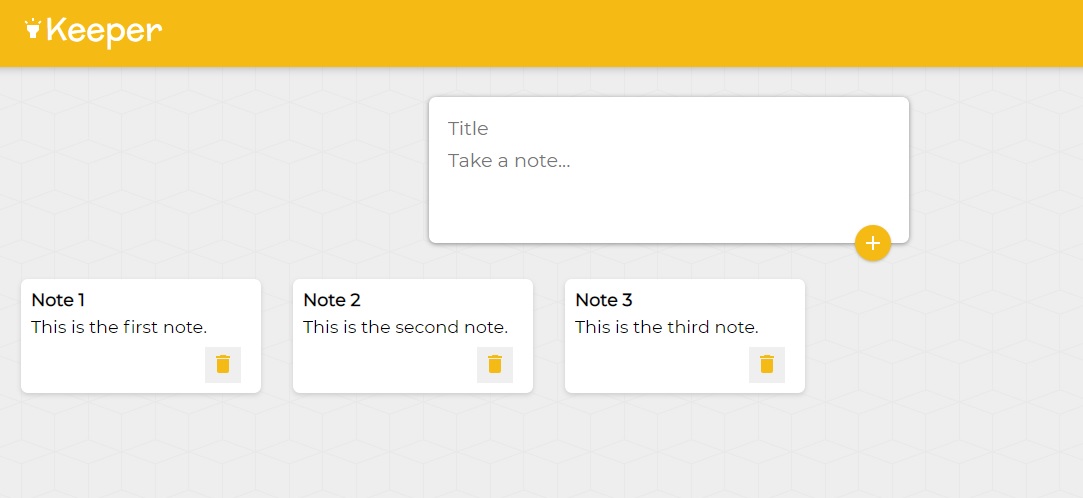 Keeper
Title
Take a note...
Note 1
This is the first note.
Note 2
This is the second note.
Note 3
This is the third note.